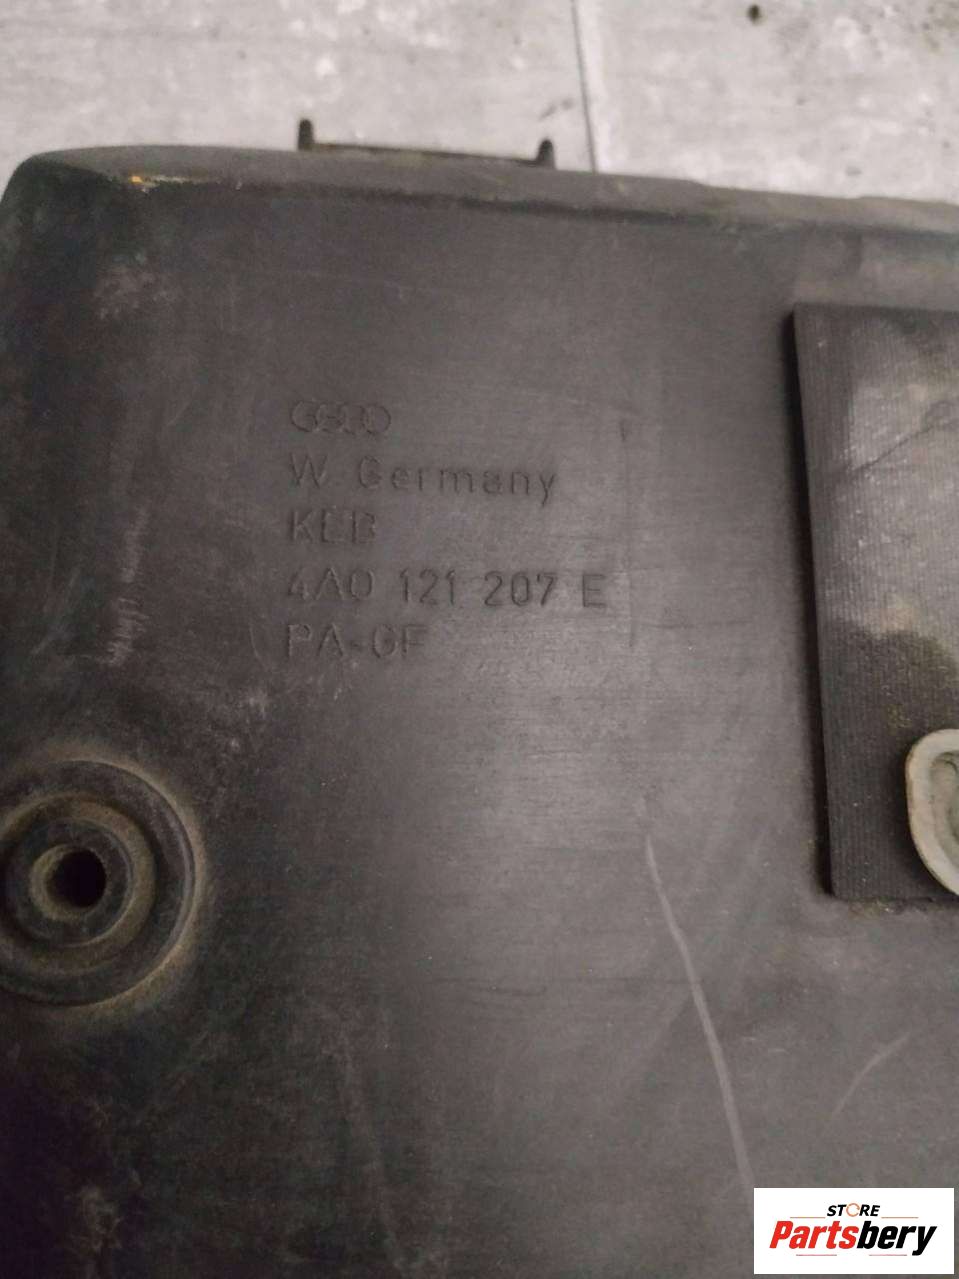 W. Germany
KEB
4A0 121 207 E
PA-GF
STORE
Partsbery